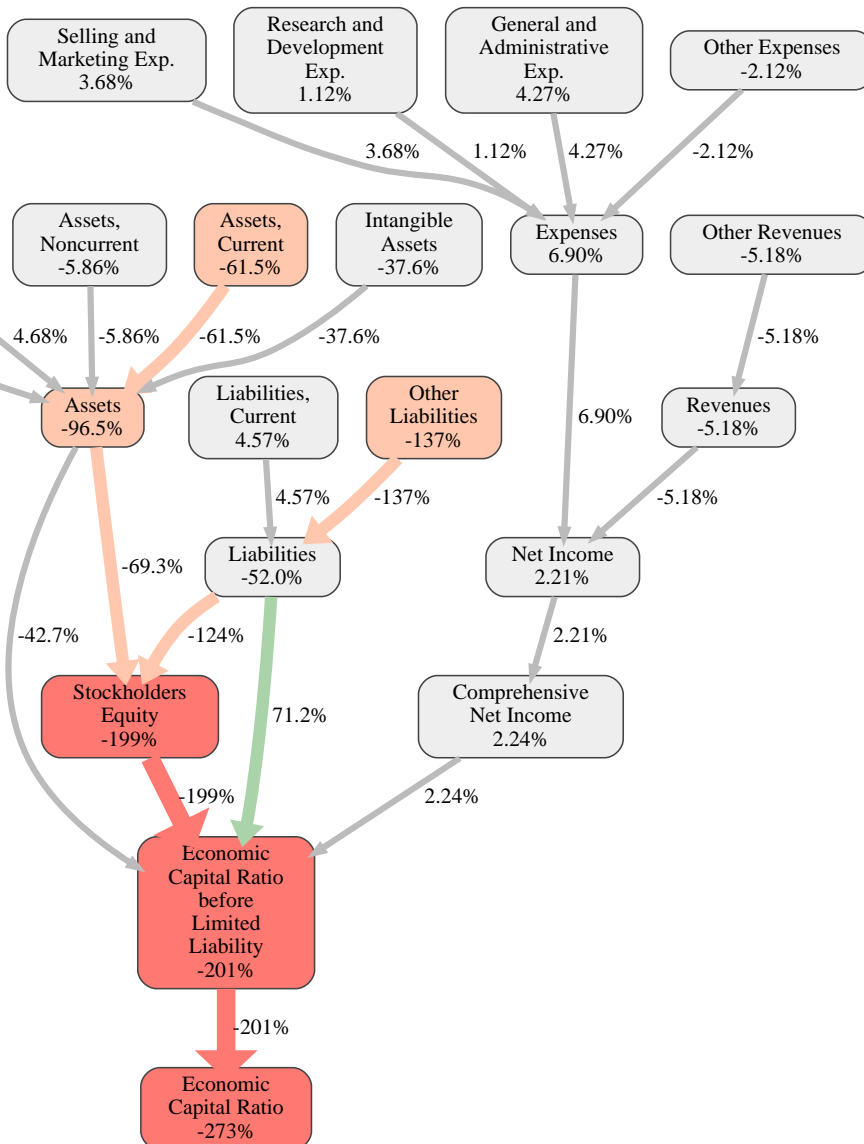 Selling and
Marketing Exp.
3.68%
Research and
Development
Exp.
1.12%
General and
Administrative
Exp.
4.27%
Other Expenses
-2.12%
3.68%
1.12%
4.27%
-2.12%
Assets,
Noncurrent
-5.86%
Assets,
Current
-61.5%
Intangible
Assets
-37.6%
Expenses
6.90%
Other Revenues
-5.18%
4.68%
-5.86%
-61.5%
-37.6%
-5.18%
Assets
-96.5%
Liabilities,
Current
4.57%
Other
Liabilities
-137%
6.90%
Revenues
-5.18%
4.57%
-137%
-5.18%
-69.3%
Liabilities
-52.0%
Net Income
2.21%
-42.7%
-124%
2.21%
Stockholders
Equity
-199%
71.2%
Comprehensive
Net Income
2.24%
-199%
2.24%
Economic
Capital Ratio
before
Limited
Liability
-201%
-201%
Economic
Capital Ratio
-273%